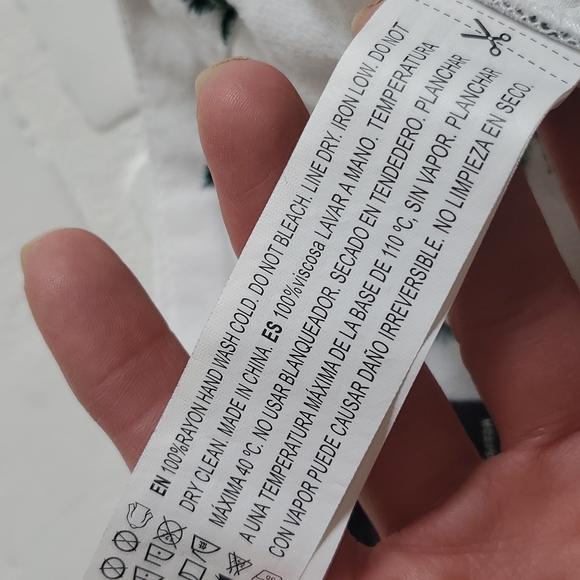 EN 100%RAYON HAND WASH COLD. DO NOT BLEACH. LINE DRY. IRON LOW. DO NOT
DRY CLEAN. MADE IN CHINA. ES 100%viscosa LAVAR A MANO. TEMPERATURA
MÁXIMA 40 ºC. NO USAR BLANQUEADOR. SECADO EN TENDEDERO. PLANCHAR
A UNA TEMPERATURA MÁXIMA DE LA BASE DE 110 ºC, SIN VAPOR. PLANCHAR
CON VAPOR PUEDE CAUSAR DAÑO IRREVERSIBLE. NO LIMPIEZA EN SECO.